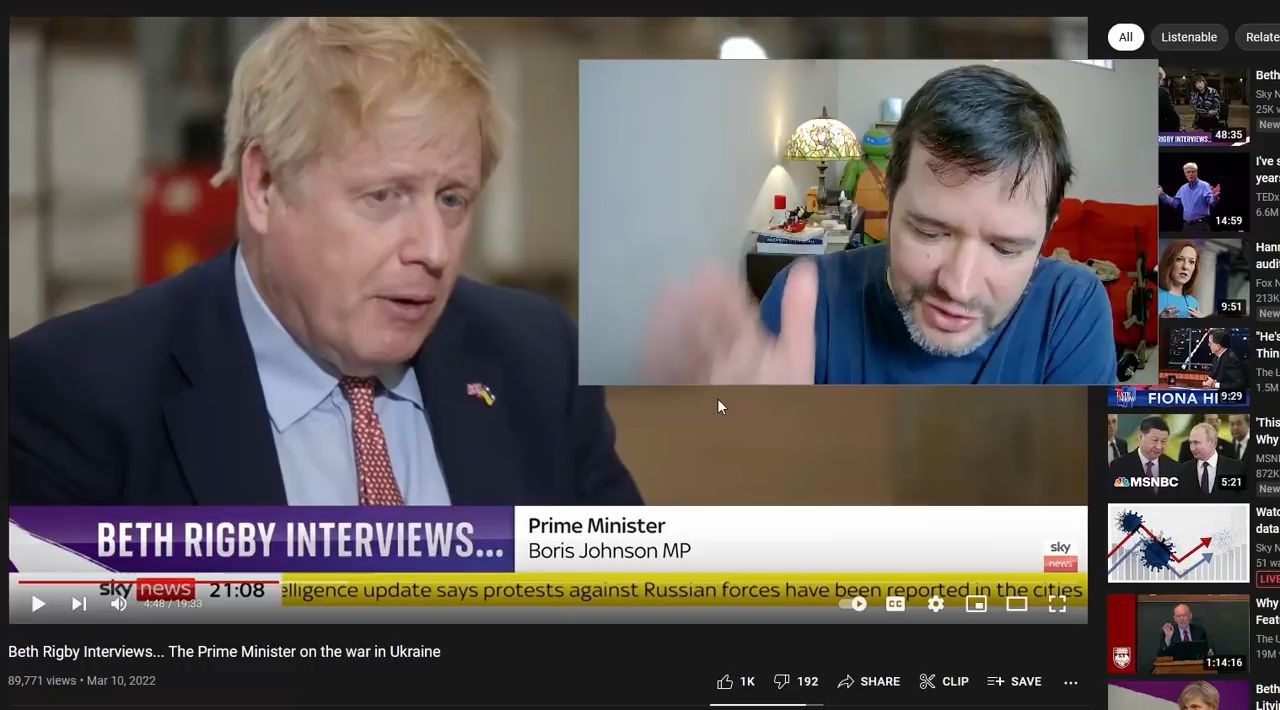 All
Listenable
Relate
Beth
Sky N
25K v
New
RIGBY INTERVIEWS..
48:35
I've s
years
TEDx
6.6M
14:59
Hann
audit
Fox N
213K
New
9:51
"He's
Thin
The L
1.5M
FIONA HI
9:29
'This
Why
MSNB
872K
New
MSNBC
5:21
Watc
data
Sky N
51 wa
LIVE
Why
Feat
The U
19M
1:14:16
Beth
Litvi
BETH RIGBY INTERVIEWS...
Prime Minister
Boris Johnson MP
sky
news
sky news 21:08
elligence update says protests against Russian forces have been reported in the cities
4:48 / 19:33
CC
Beth Rigby Interviews... The Prime Minister on the war in Ukraine
89,771 views • Mar 10, 2022
1K
192
SHARE
CLIP
SAVE